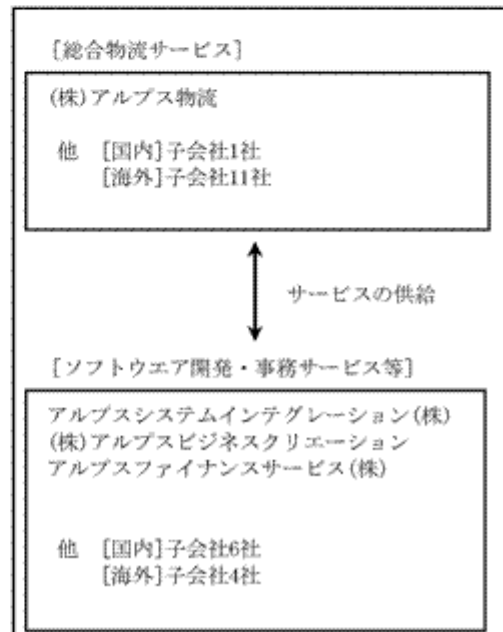 [総合物流サービス]
(株)アルプス物流
他 [国内]子会社1社
[海外]子会社11社
サービスの供給
[ソフトウエア開発・事務サービス等]
アルプスシステムインテグレーション(株)
(株)アルプスビジネスクリエーション
アルプスファイナンスサービス(株)
他 [国内]子会社6社
[海外]子会社4社